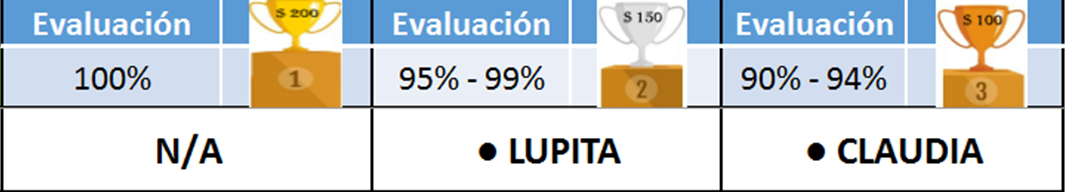 Evaluación $ 200 Evaluación $ 150 Evaluación $ 100
100% 1 95% - 99% 2 90% - 94% 3
N/A • LUPITA • CLAUDIA